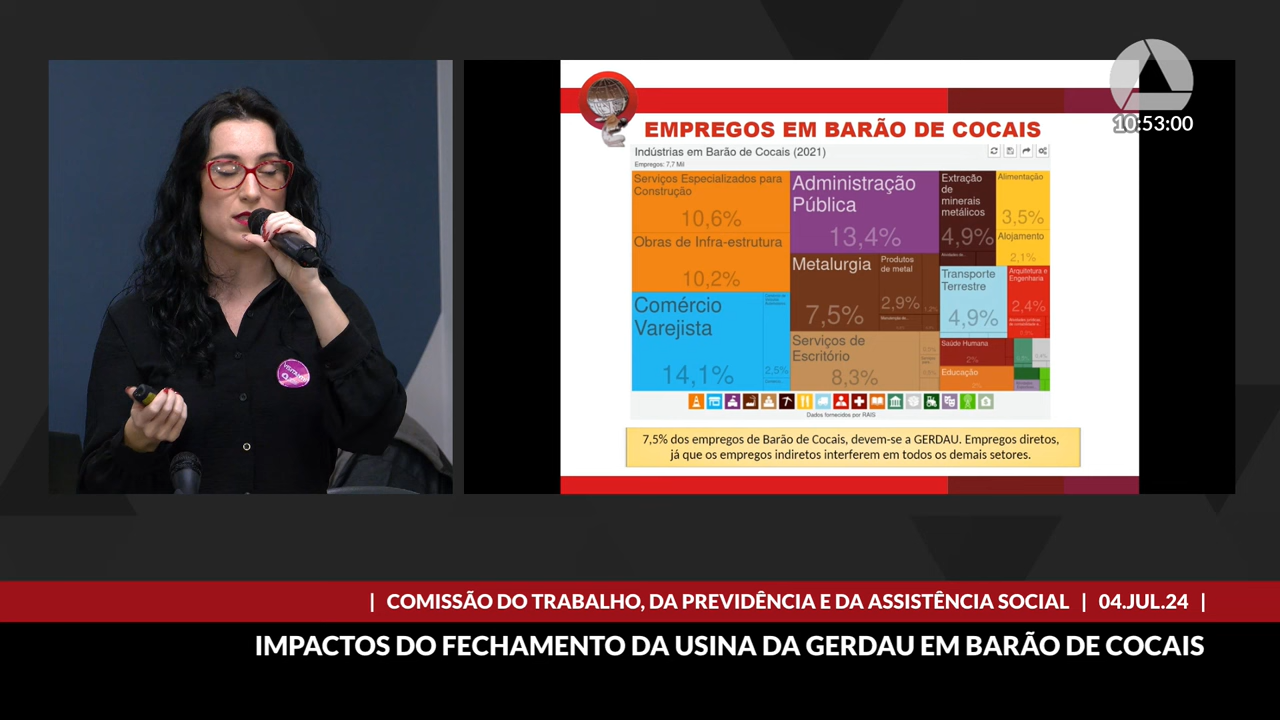 10:53:00
EMPREGOS EM BARÃO DE COCAIS
Indústrias em Barão de Cocais (2021)
Empregos: 7,7 Mil
Serviços Especializados para
Construção
10,6%
Obras de Infra-estrutura
10,2%
Comércio
Varejista
14,1%
2,5%
Administração
Pública
13,4%
Metalurgia
7,5%
Produtos
de metal
2,9%
Serviços de
Escritório
8,3%
Extração
de
minerais
metálicos
4,9%
Alimentação
3,5%
Alojamento
2,1%
Transporte
Terrestre
4,9%
Arquitetura e
Engenharia
2,4%
Saúde Humana
2%
Educação
2%
Dados fornecidos por RAIS
7,5% dos empregos de Barão de Cocais, devem-se a GERDAU. Empregos diretos,
já que os empregos indiretos interferem em todos os demais setores.
| COMISSÃO DO TRABALHO, DA PREVIDÊNCIA E DA ASSISTÊNCIA SOCIAL | 04.JUL.24 |
IMPACTOS DO FECHAMENTO DA USINA DA GERDAU EM BARÃO DE COCAIS